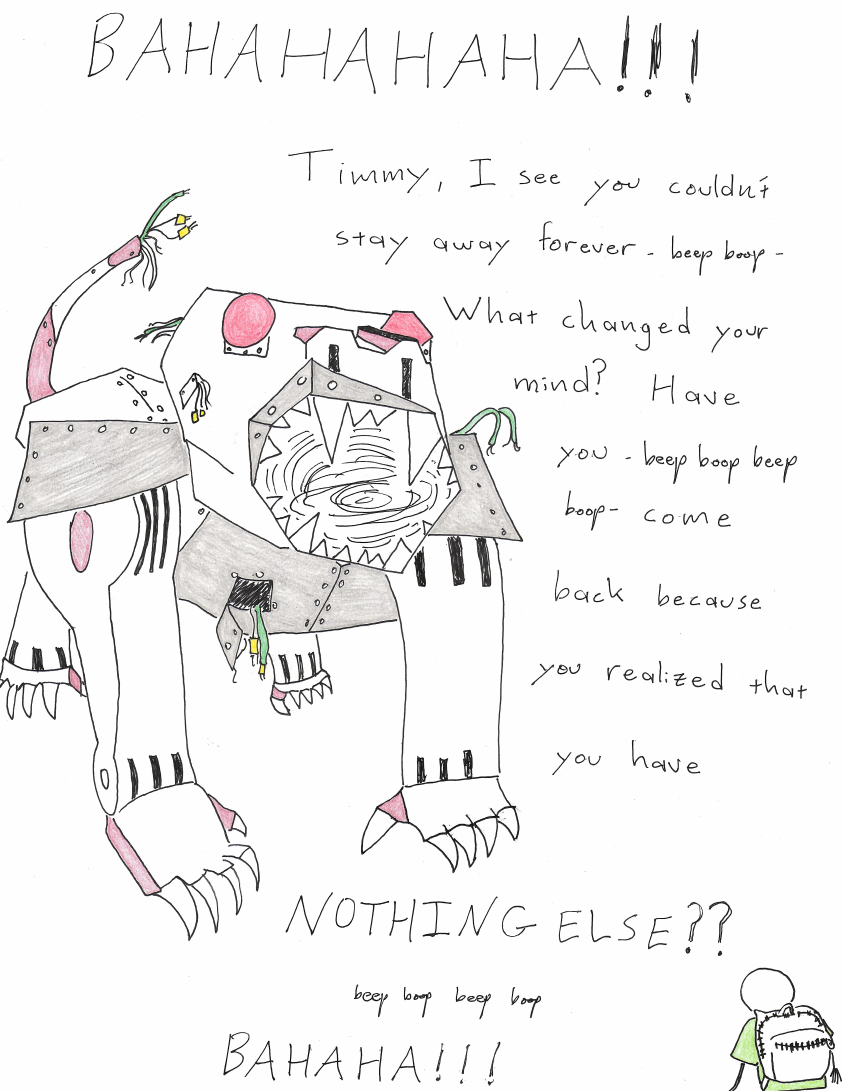 BAHAHAHAHA!!!
Timmy, I see you couldn't
stay away forever - beep boop -
What changed your
mind? Have
you - beep boop beep
boop - come
back because
you realized that
you have
NOTHING ELSE??
beep boop beep boop
BAHAHA!!!